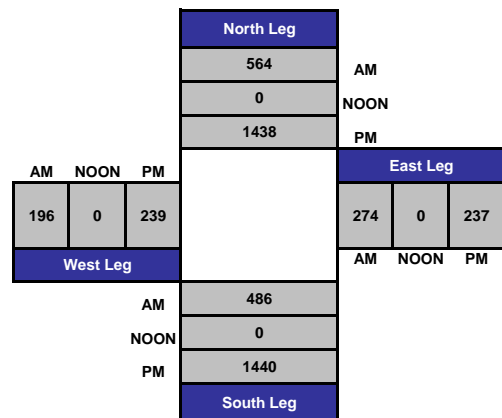 North Leg
564 AM
0 NOON
1438 PM
AM NOON PM
East Leg
196 0 239
274 0 237
West Leg
AM NOON PM
AM 486
NOON 0
PM 1440
South Leg